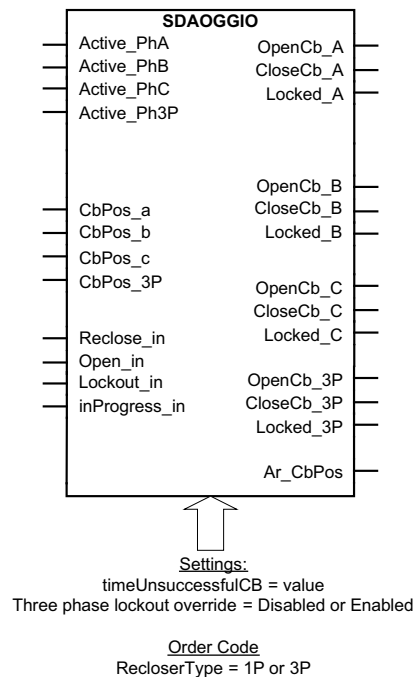 SDAOGGIO
Active_PhA
Active_PhB
Active_PhC
Active_Ph3P
CbPos_a
CbPos_b
CbPos_c
CbPos_3P
Reclose_in
Open_in
Lockout_in
inProgress_in
OpenCb_A
CloseCb_A
Locked_A
OpenCb_B
CloseCb_B
Locked_B
OpenCb_C
CloseCb_C
Locked_C
OpenCb_3P
CloseCb_3P
Locked_3P
Ar_CbPos
Settings:
timeUnsuccessfulCB = value
Three phase lockout override = Disabled or Enabled
Order Code
RecloserType = 1P or 3P